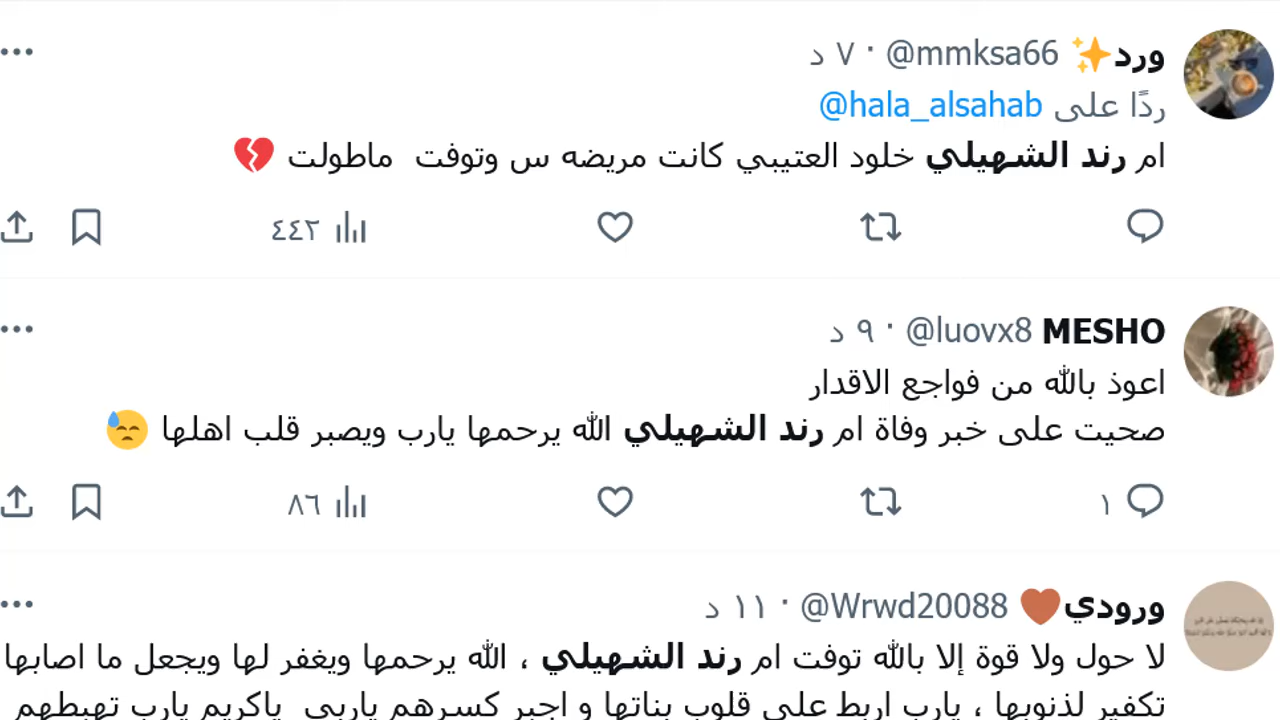 ورد✨ @mmksa66 · ٧ د
ردًا على @hala_alsahab
ام رند الشهيلي خلود العتيبي كانت مريضه س وتوفت ماطولت 💔
٤٤٢
MESHO @luovx8 · ٩ د
اعوذ بالله من فواجع الاقدار
صحيت على خبر وفاة ام رند الشهيلي الله يرحمها يارب ويصبر قلب اهلها 😓
١ ٨٦
ورودي🤎 @Wrwd20088 · ١١ د
لا حول ولا قوة إلا بالله توفت ام رند الشهيلي ، الله يرحمها ويغفر لها ويجعل ما اصابها
تكفير لذنوبها ، يارب اربط على قلوب بناتها و اجبر كسرهم ياربي ياكريم يارب تهبطهم